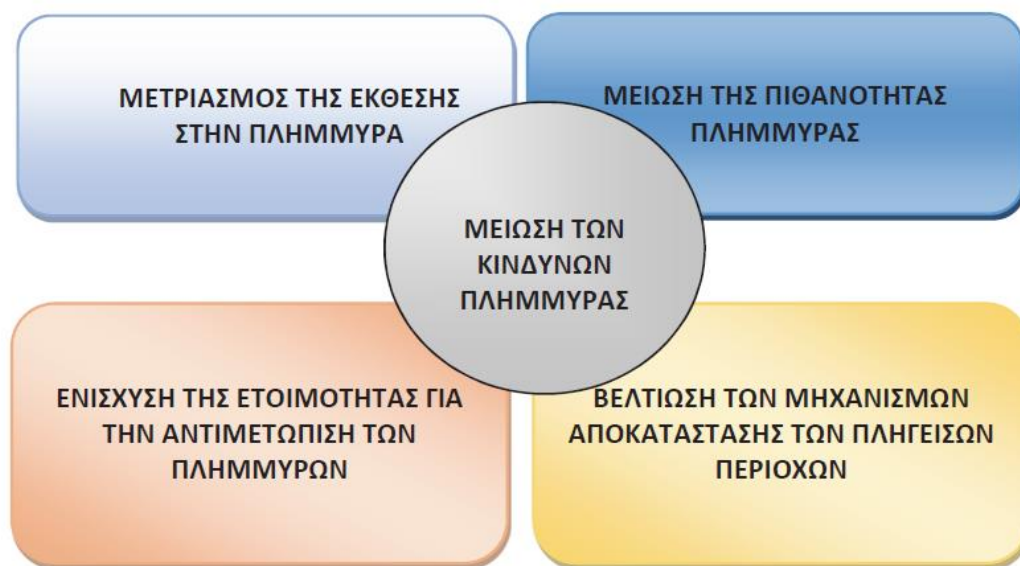 ΜΕΤΡΙΑΣΜΟΣ ΤΗΣ ΕΚΘΕΣΗΣ
ΣΤΗΝ ΠΛΗΜΜΥΡΑ
ΜΕΙΩΣΗ ΤΗΣ ΠΙΘΑΝΟΤΗΤΑΣ
ΠΛΗΜΜΥΡΑΣ
ΜΕΙΩΣΗ ΤΩΝ
ΚΙΝΔΥΝΩΝ
ΠΛΗΜΜΥΡΑΣ
ΕΝΙΣΧΥΣΗ ΤΗΣ ΕΤΟΙΜΟΤΗΤΑΣ ΓΙΑ
ΤΗΝ ΑΝΤΙΜΕΤΩΠΙΣΗ ΤΩΝ
ΠΛΗΜΜΥΡΩΝ
ΒΕΛΤΙΩΣΗ ΤΩΝ ΜΗΧΑΝΙΣΜΩΝ
ΑΠΟΚΑΤΑΣΤΑΣΗΣ ΤΩΝ ΠΛΗΓΕΙΣΩΝ
ΠΕΡΙΟΧΩΝ